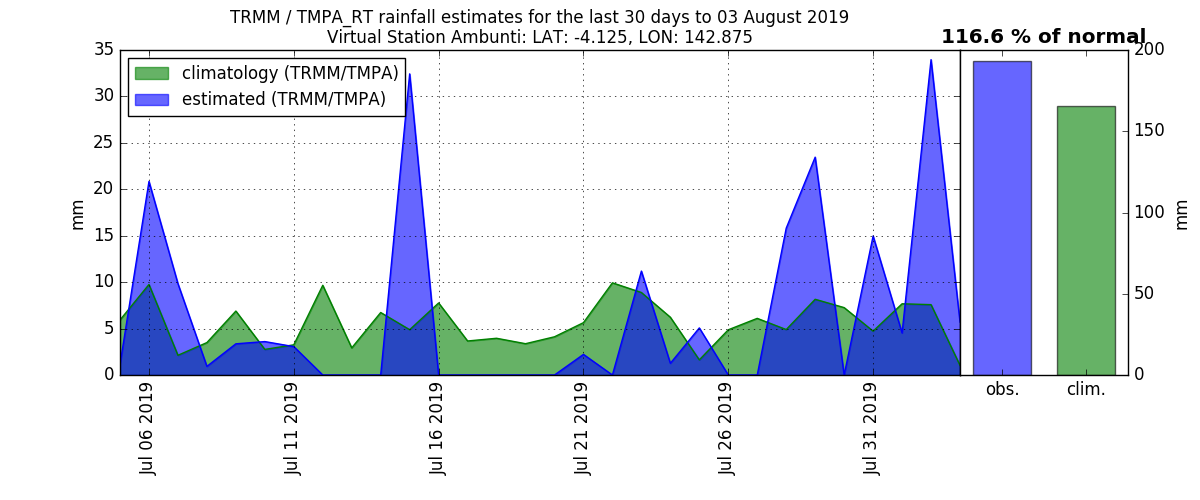 TRMM / TMPA_RT rainfall estimates for the last 30 days to 03 August 2019
Virtual Station Ambunti: LAT: -4.125, LON: 142.875
116.6 % of normal
climatology (TRMM/TMPA)
estimated (TRMM/TMPA)
35
30
25
20
15
10
5
0
mm
Jul 06 2019
Jul 11 2019
Jul 16 2019
Jul 21 2019
Jul 26 2019
Jul 31 2019
obs.
clim.
200
150
100
50
0
mm